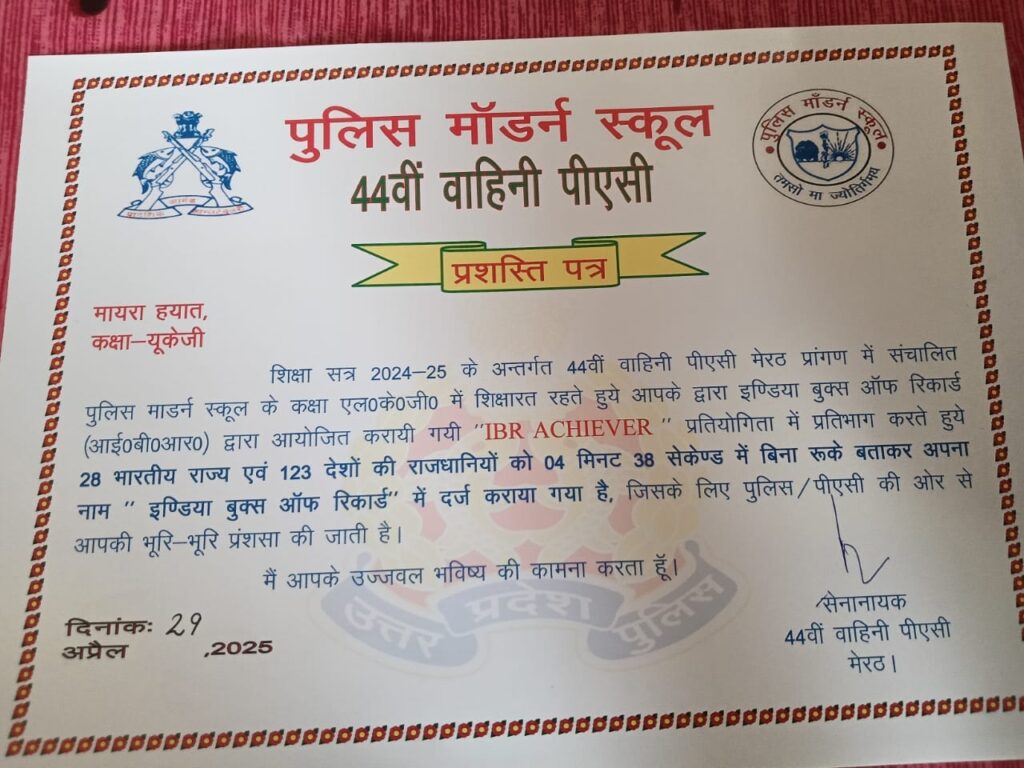 पुलिस मॉडर्न स्कूल
44वीं वाहिनी पीएसी
पुलिस मॉडर्न स्कूल
तमसो मा ज्योतिर्गमय
प्रशस्ति पत्र
मायरा हयात,
कक्षा–यूकेजी
शिक्षा सत्र 2024–25 के अन्तर्गत 44वीं वाहिनी पीएसी मेरठ प्रांगण में संचालित
पुलिस माडर्न स्कूल के कक्षा एल0के0जी0 में शिक्षारत रहते हुये आपके द्वारा इण्डिया बुक्स ऑफ रिकार्ड
(आई0बी0आर0) द्वारा आयोजित करायी गयी "IBR ACHIEVER " प्रतियोगिता में प्रतिभाग करते हुये
28 भारतीय राज्य एवं 123 देशों की राजधानियों को 04 मिनट 38 सेकेण्ड में बिना रूके बताकर अपना
नाम " इण्डिया बुक्स ऑफ रिकार्ड" में दर्ज कराया गया है, जिसके लिए पुलिस/पीएसी की ओर से
आपकी भूरि–भूरि प्रंशसा की जाती है।
मैं आपके उज्जवल भविष्य की कामना करता हूॅ।
उत्तर प्रदेश पुलिस
दिनांकः 29
अप्रैल ,2025
सेनानायक
44वीं वाहिनी पीएसी
मेरठ।